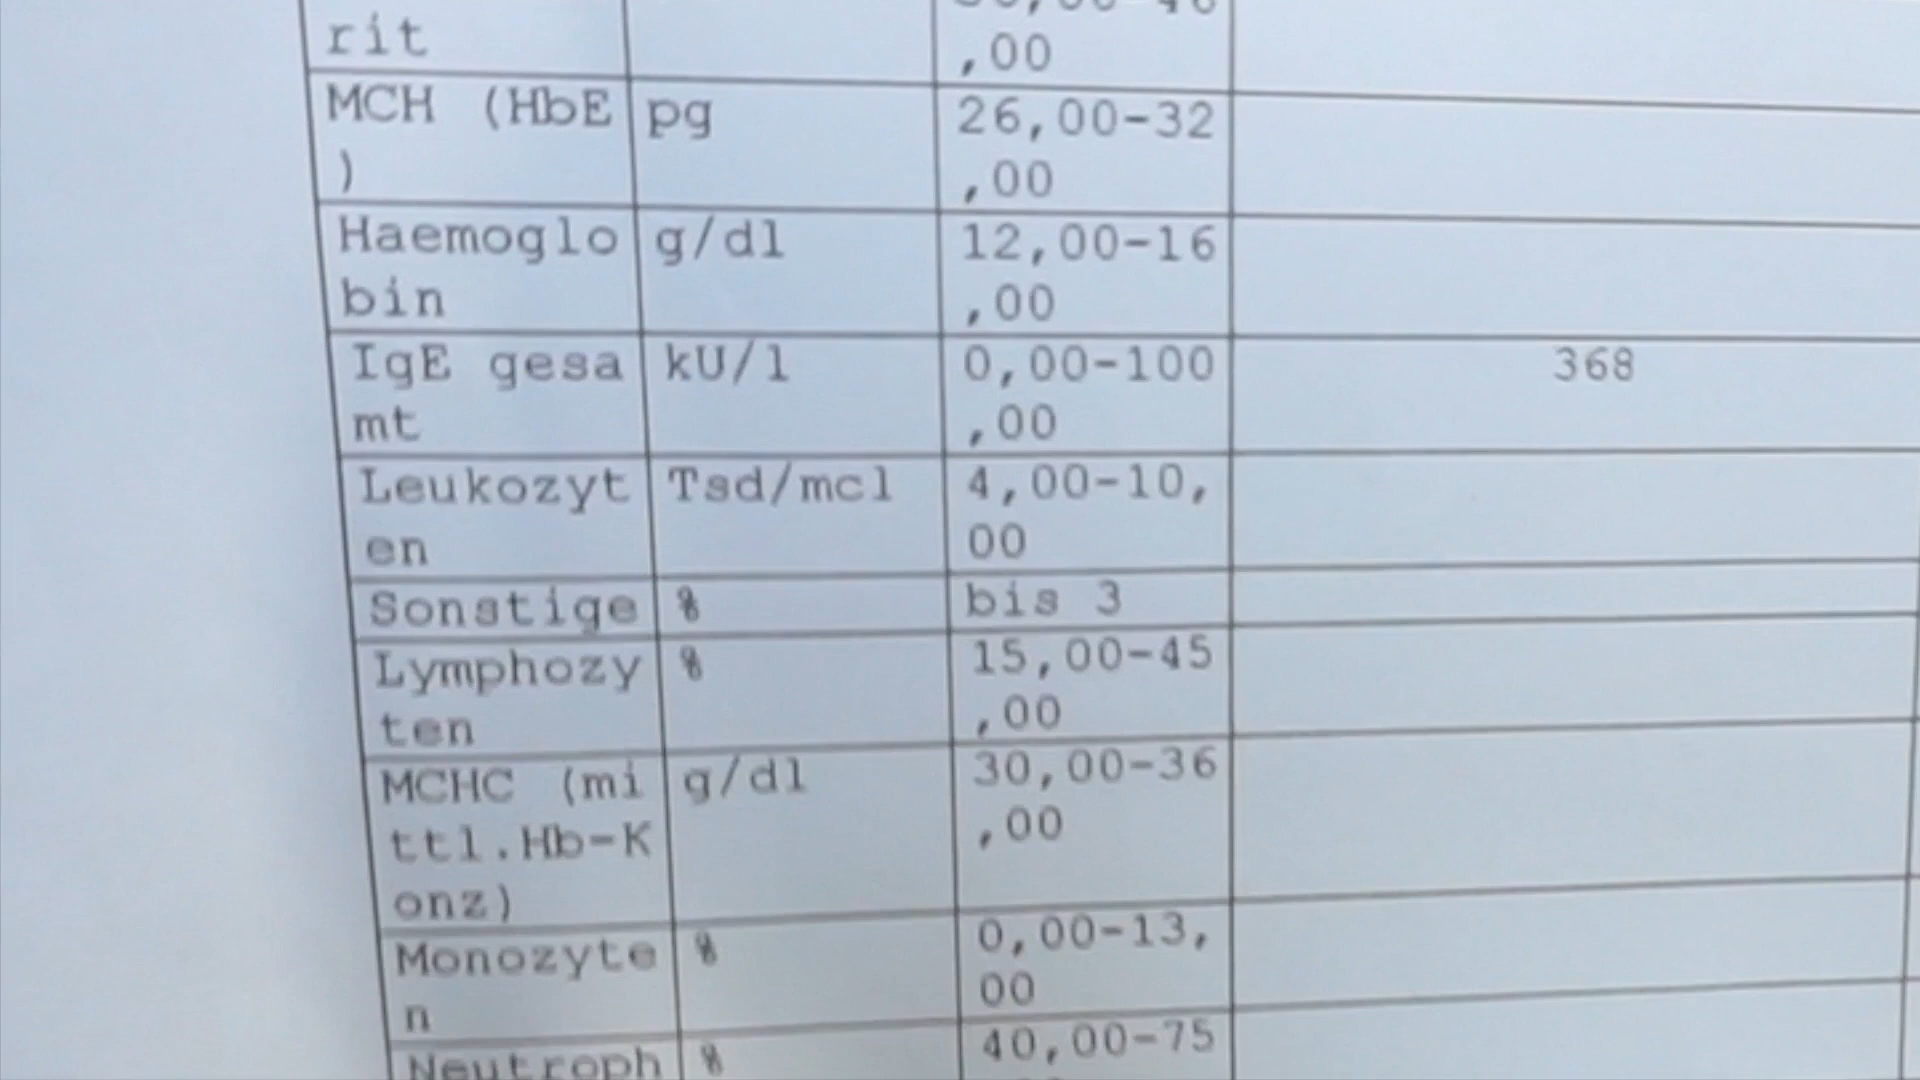 rit
,00
MCH (HbE pg 26,00-32
) ,00
Haemoglo g/dl 12,00-16
bin ,00
IgE gesa kU/l 0,00-100 368
mt ,00
Leukozyt Tsd/mcl 4,00-10,
en 00
Sonstige % bis 3
Lymphozy % 15,00-45
ten ,00
MCHC (mi g/dl 30,00-36
ttl.Hb-K ,00
onz)
Monozyte % 0,00-13,
n 00
Neutroph % 40,00-75